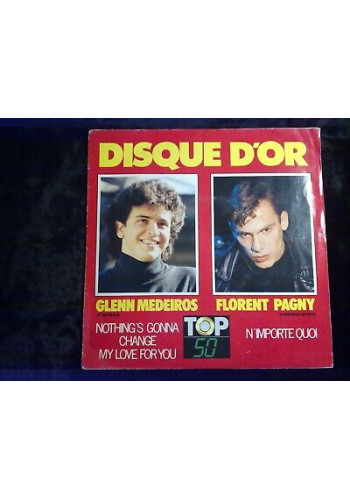 DISQUE D'OR
GLENN MEDEIROS
FLORENT PAGNY
NOTHING'S GONNA
CHANGE
MY LOVE FOR YOU
TOP
50
N'IMPORTE QUOI